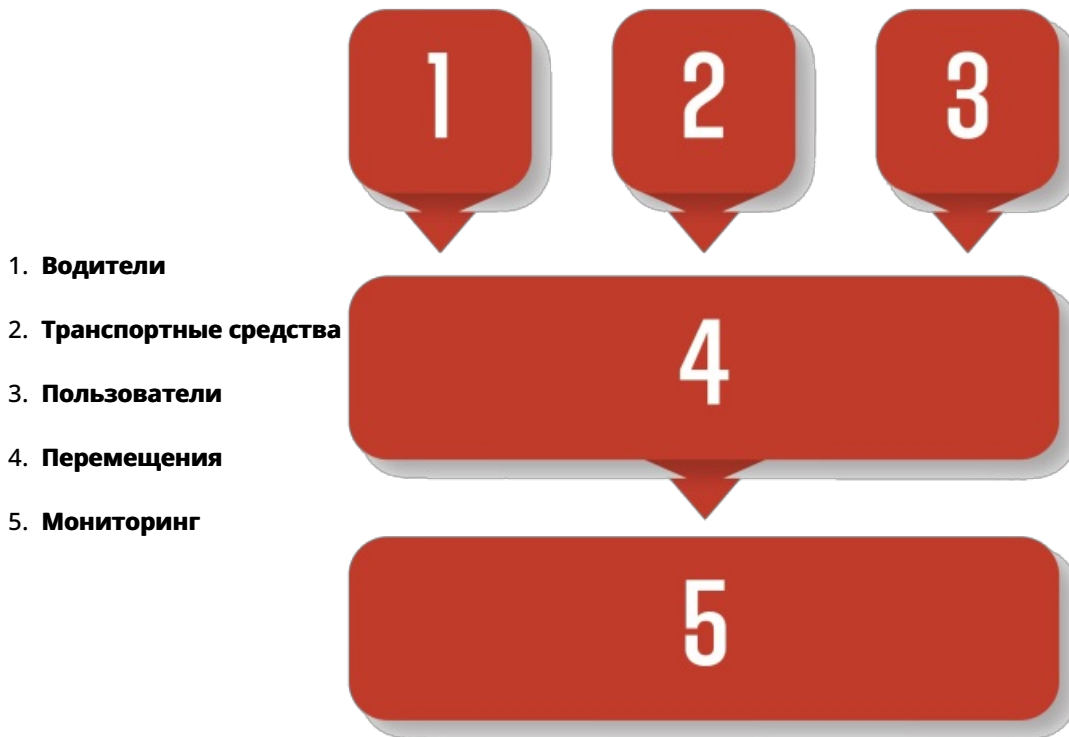 1
2
3
1. Водители
2. Транспортные средства
3. Пользователи
4. Перемещения
5. Мониторинг
4
5